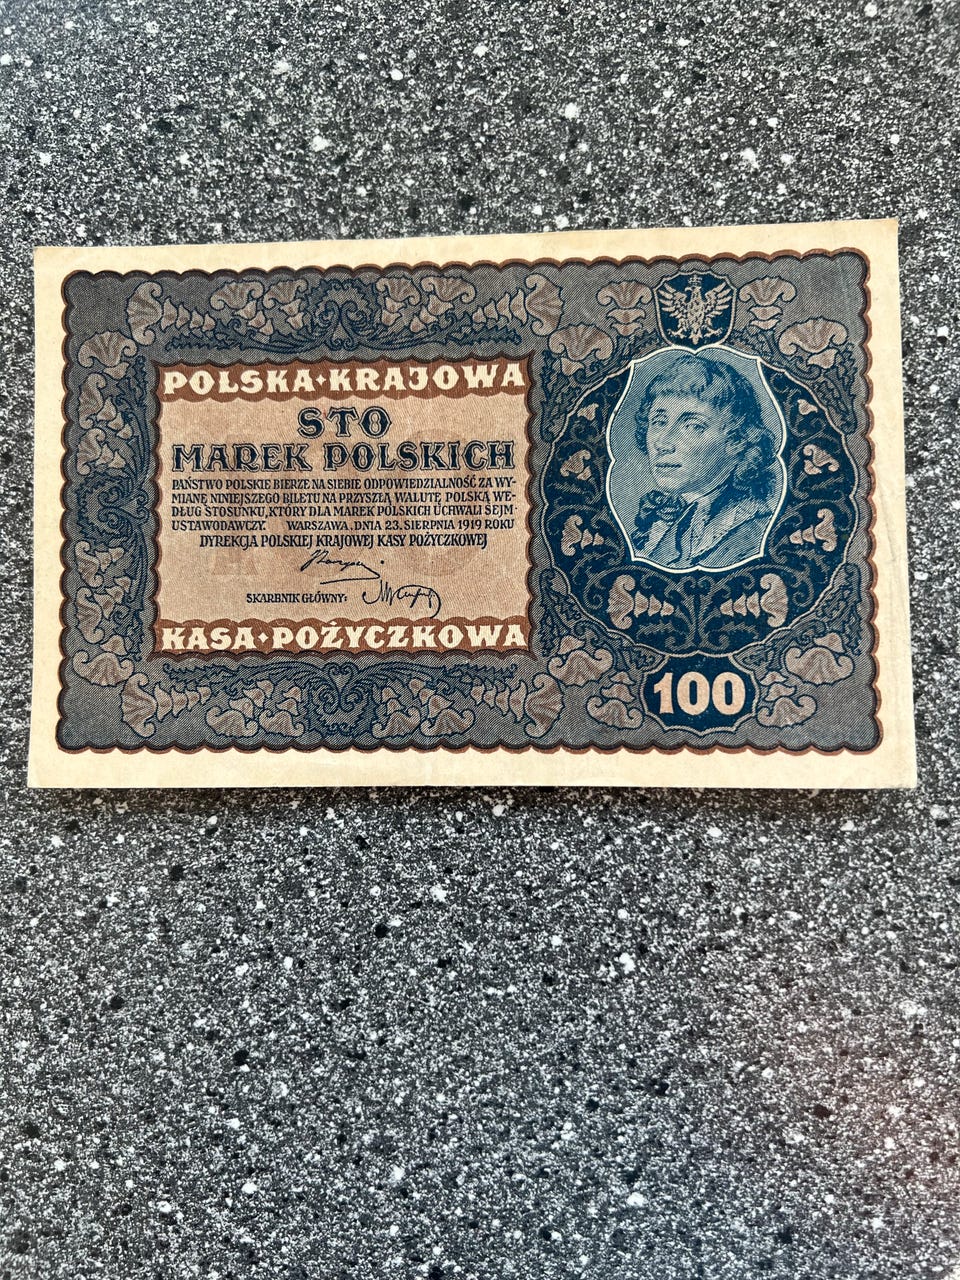 POLSKA•KRAJOWA
STO
MAREK POLSKICH
PAŃSTWO POLSKIE BIERZE NA SIEBIE ODPOWIEDZIALNOŚĆ ZA WY-
MIANĘ NINIEJSZEGO BILETU NA PRZYSZŁĄ WALUTĘ POLSKĄ WE-
DŁUG STOSUNKU, KTÓRY DLA MAREK POLSKICH UCHWALI SEJM
USTAWODAWCZY. WARSZAWA, DNIA 23. SIERPNIA 1919 ROKU
DYREKCJA POLSKIEJ KRAJOWEJ KASY POŻYCZKOWEJ
SKARBNIK GŁÓWNY:
KASA•POŻYCZKOWA
100